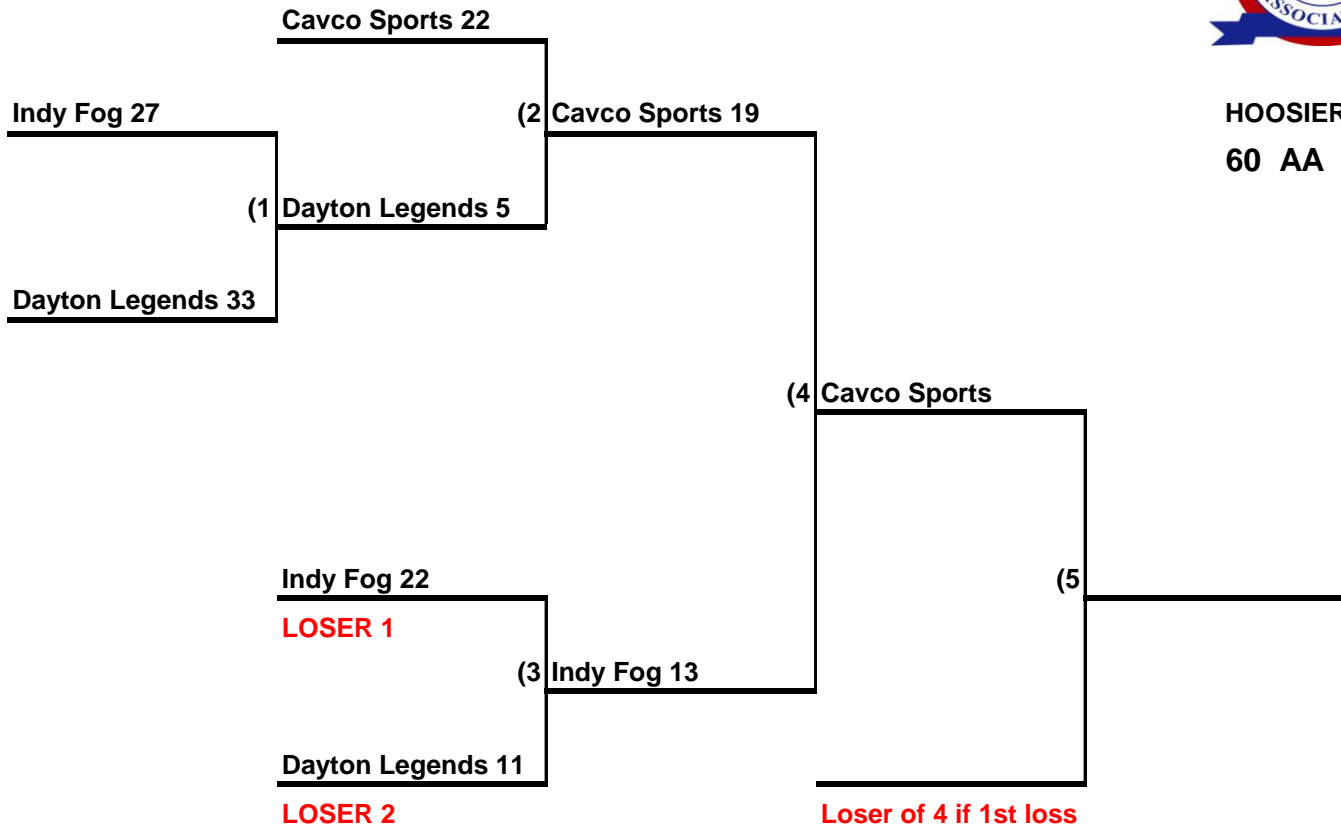 Cavco Sports 22
Indy Fog 27
(2 Cavco Sports 19
60 AA
(1 Dayton Legends 5
Dayton Legends 33
(4 Cavco Sports
Indy Fog 22
(5
LOSER 1
(3 Indy Fog 13
Dayton Legends 11
LOSER 2
Loser of 4 if 1st loss